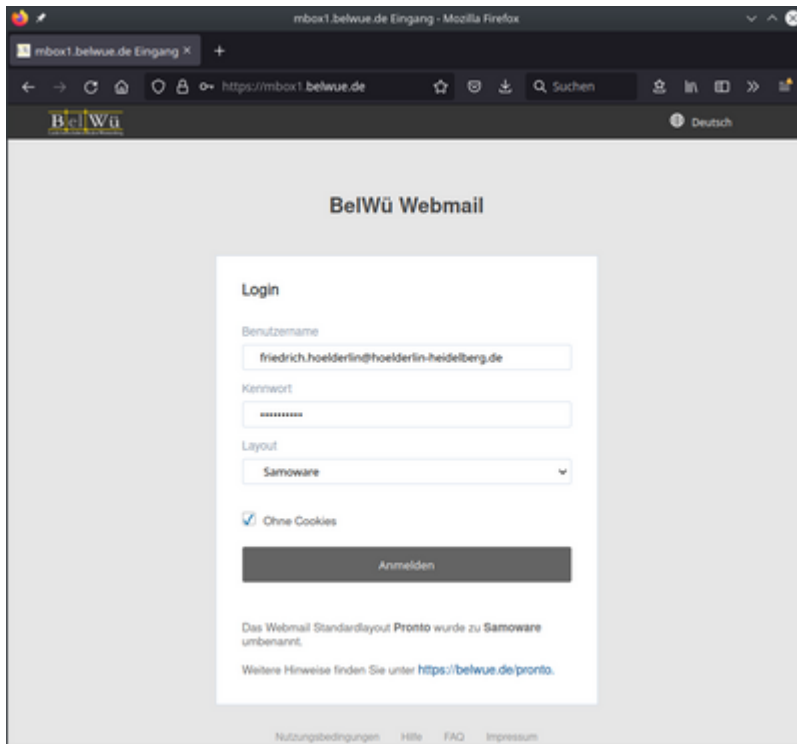 mbox1.belwue.de Eingang - Mozilla Firefox
mbox1.belwue.de Eingang
https://mbox1.belwue.de
Suchen
BelWü
Deutsch
BelWü Webmail
Login
Benutzername
friedrich.hoelderlin@hoelderlin-heidelberg.de
Kennwort
••••••••••
Layout
Samoware
Ohne Cookies
Anmelden
Das Webmail Standardlayout Pronto wurde zu Samoware
umbenannt.
Weitere Hinweise finden Sie unter https://belwue.de/pronto.
Nutzungsbedingungen Hilfe FAQ Impressum